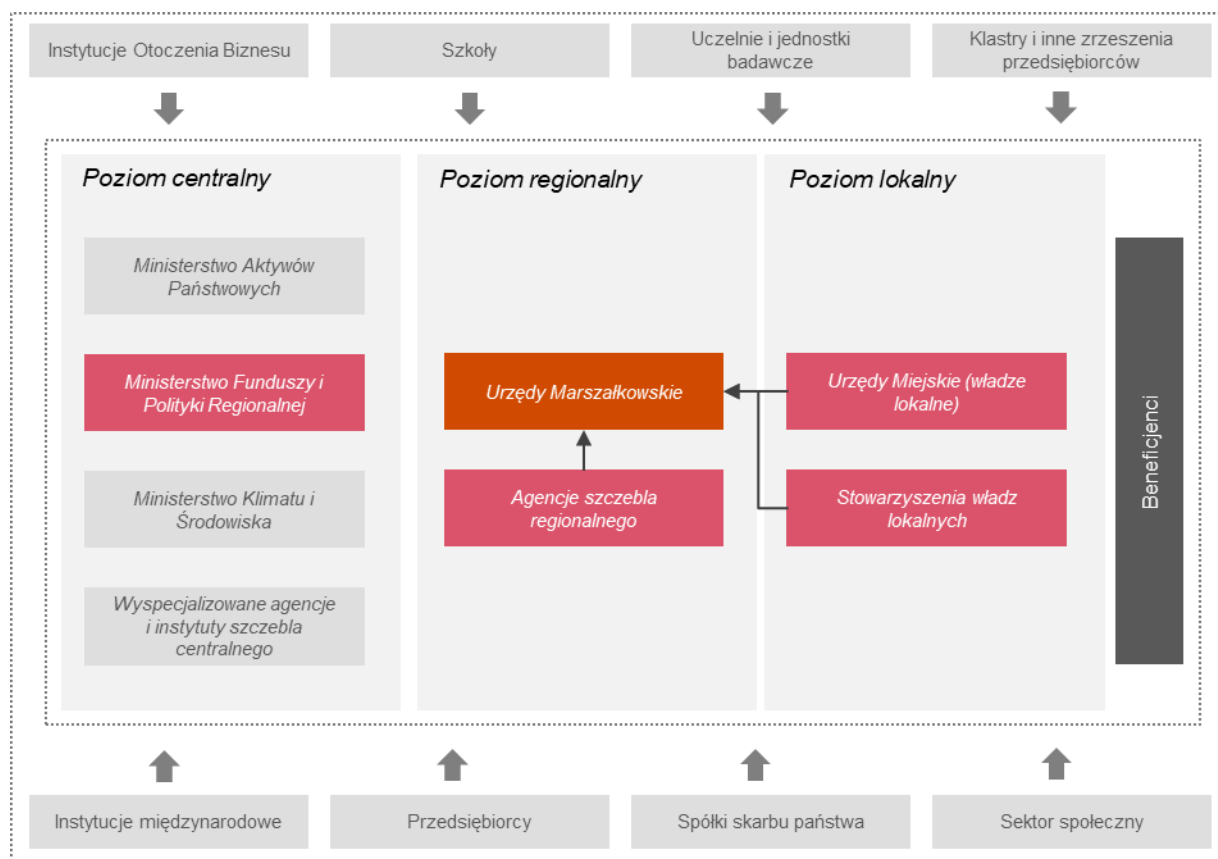 Instytucje Otoczenia Biznesu
Szkoły
Uczelnie i jednostki
badawcze
Klastry i inne zrzeszenia
przedsiębiorców
Poziom centralny
Poziom regionalny
Poziom lokalny
Ministerstwo Aktywów
Państwowych
Ministerstwo Funduszy i
Polityki Regionalnej
Urzędy Marszałkowskie
Urzędy Miejskie (władze
lokalne)
Ministerstwo Klimatu i
Środowiska
Agencje szczebla
regionalnego
Stowarzyszenia władz
lokalnych
Wyspecjalizowane agencje
i instytuty szczebla
centralnego
Beneficjenci
Instytucje międzynarodowe
Przedsiębiorcy
Spółki skarbu państwa
Sektor społeczny